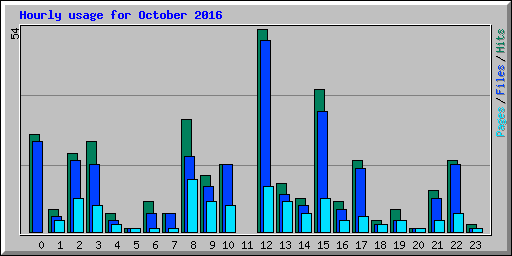 Hourly usage for October 2016
54
Pages / Files / Hits
0 1 2 3 4 5 6 7 8 9 10 11 12 13 14 15 16 17 18 19 20 21 22 23